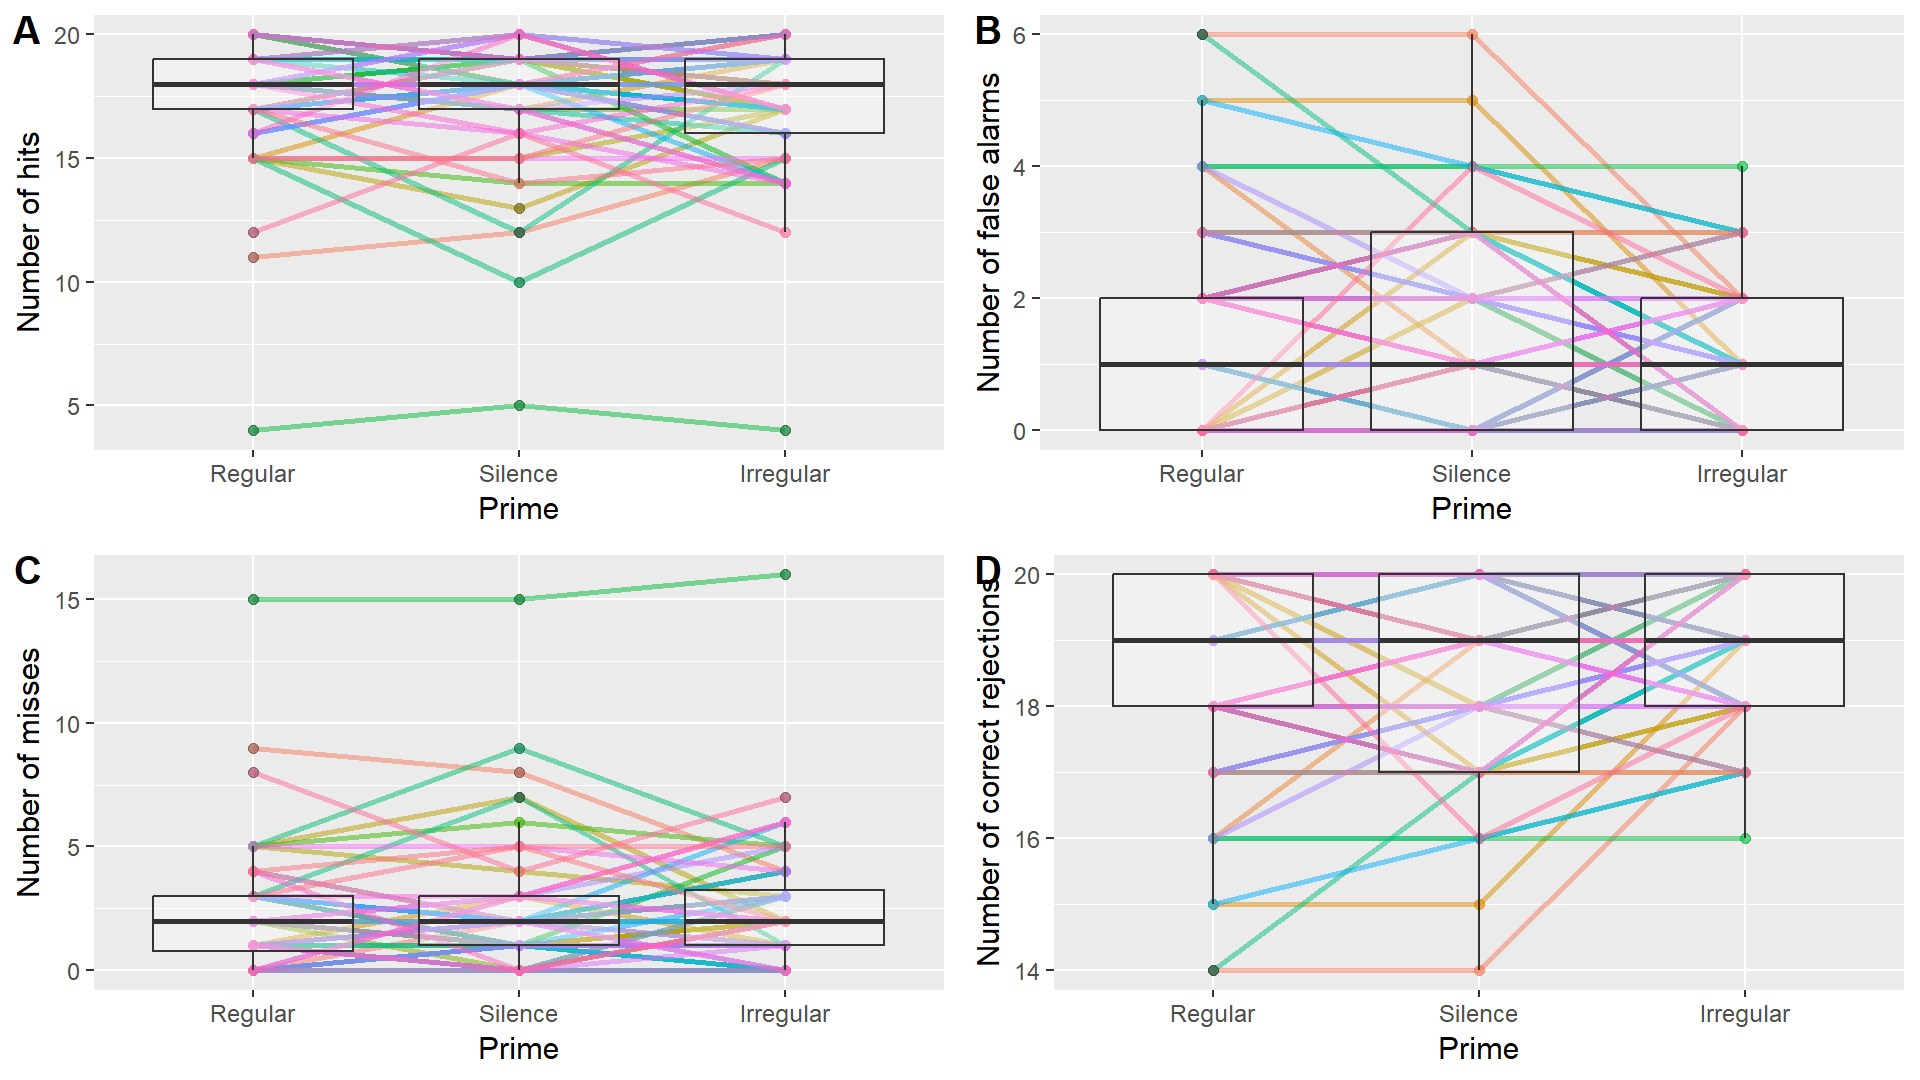 A
Number of hits
20
15
10
5
Regular Silence Irregular
Prime
B
Number of false alarms
6
4
2
0
Regular Silence Irregular
Prime
C
Number of misses
15
10
5
0
Regular Silence Irregular
Prime
D
Number of correct rejections
20
18
16
14
Regular Silence Irregular
Prime